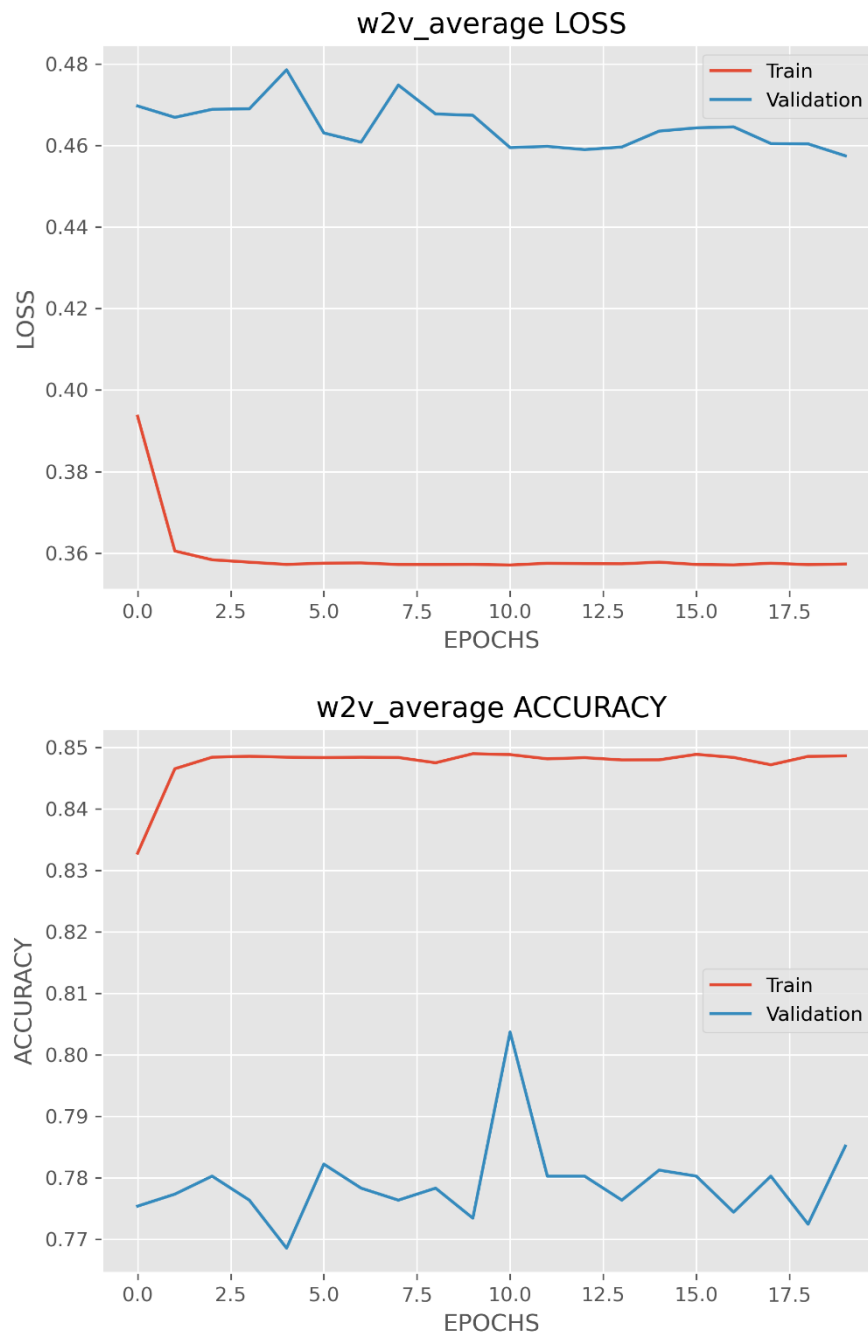 w2v_average LOSS
0.48
0.46
0.44
0.42
0.40
0.38
0.36
LOSS
Train
Validation
0.0 2.5 5.0 7.5 10.0 12.5 15.0 17.5
EPOCHS
w2v_average ACCURACY
0.85
0.84
0.83
0.82
0.81
0.80
0.79
0.78
0.77
ACCURACY
Train
Validation
0.0 2.5 5.0 7.5 10.0 12.5 15.0 17.5
EPOCHS